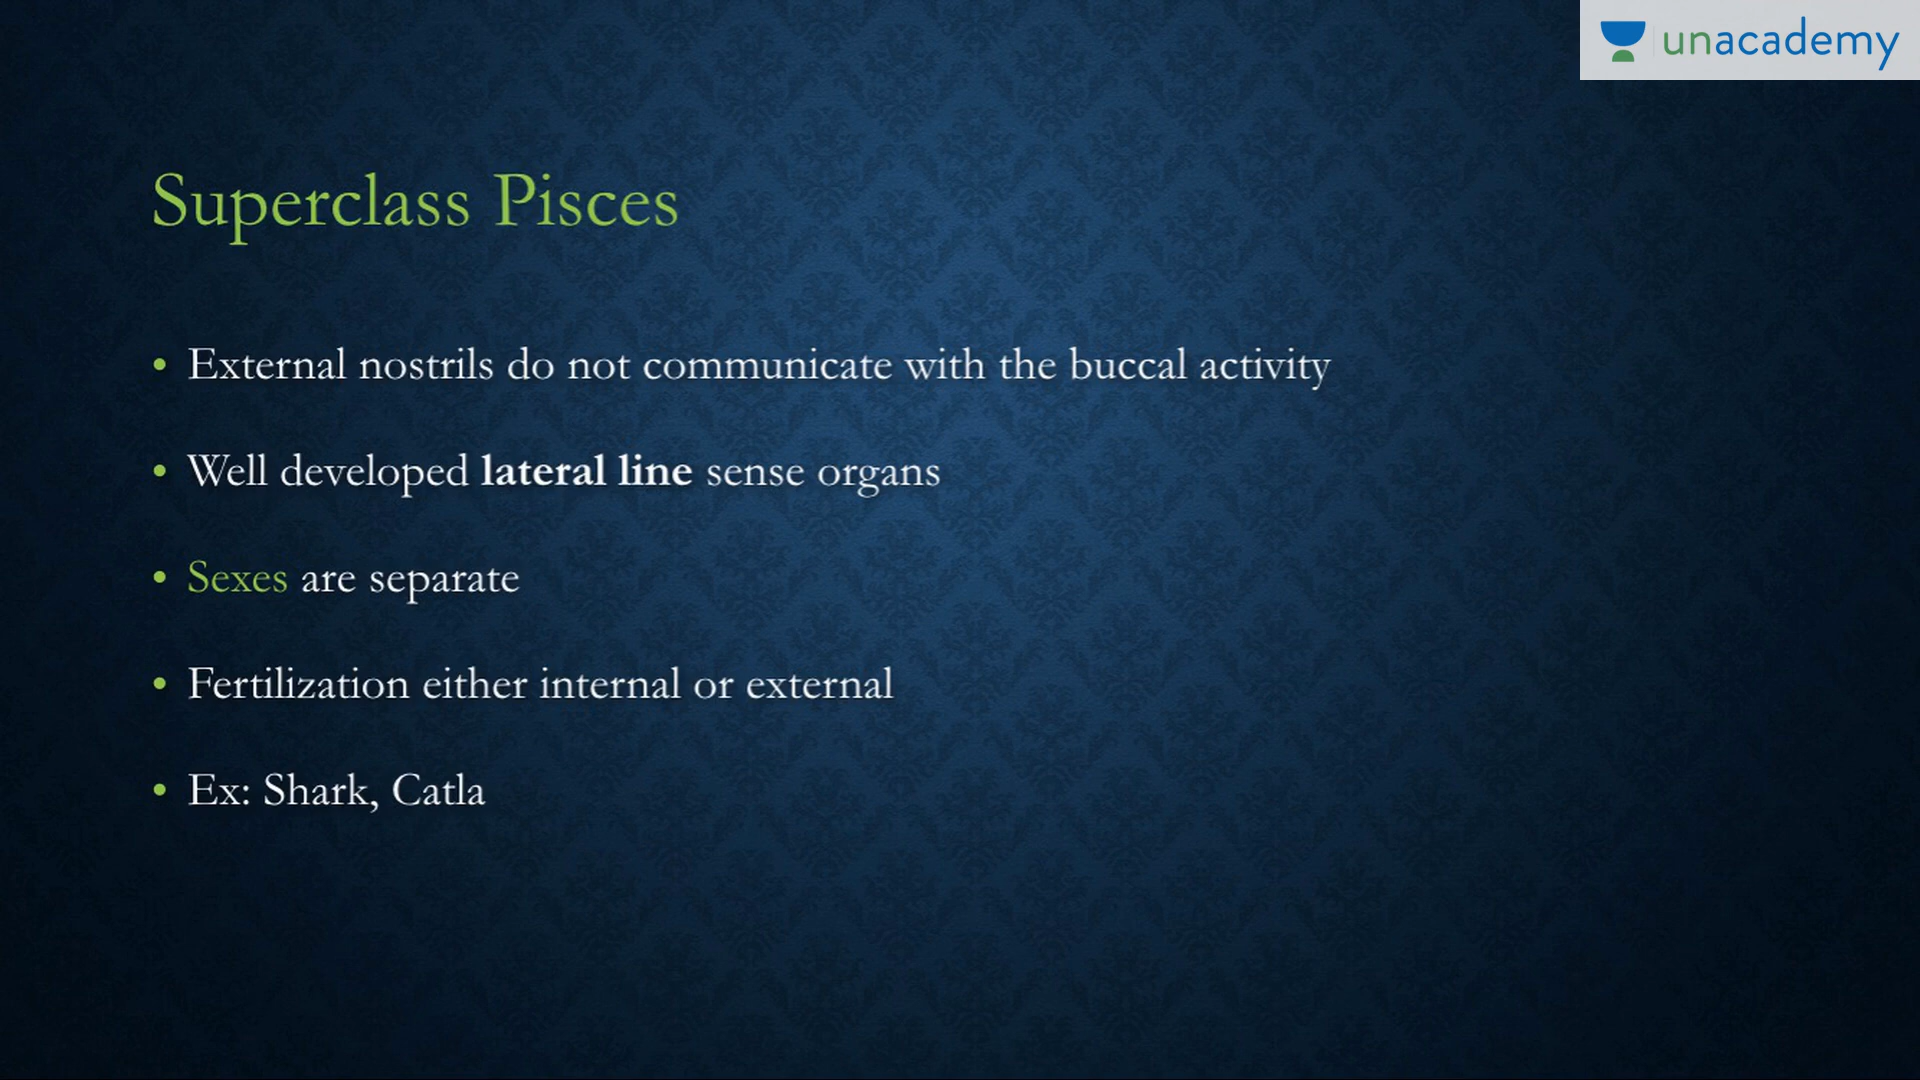 unacademy
Superclass Pisces
• External nostrils do not communicate with the buccal activity
• Well developed lateral line sense organs
• Sexes are separate
• Fertilization either internal or external
• Ex: Shark, Catla